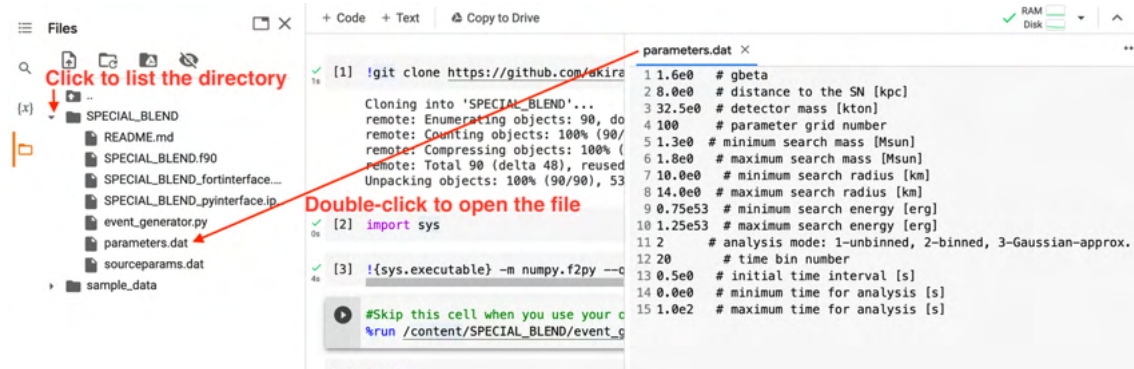 Files
Click to list the directory
{x}
..
SPECIAL_BLEND
README.md
SPECIAL_BLEND.f90
SPECIAL_BLEND_fortinterface....
SPECIAL_BLEND_pyinterface.ip...
event_generator.py
parameters.dat
sourceparams.dat
sample_data
+ Code + Text Copy to Drive
RAM
Disk
[1] !git clone https://github.com/akira
1s
Cloning into 'SPECIAL_BLEND'...
remote: Enumerating objects: 90, do
remote: Counting objects: 100% (90/
remote: Compressing objects: 100% (
remote: Total 90 (delta 48), reused
Unpacking objects: 100% (90/90), 53
Double-click to open the file
[2] import sys
0s
[3] !{sys.executable} -m numpy.f2py --
4s
#Skip this cell when you use your
%run /content/SPECIAL_BLEND/event_g
parameters.dat ×
1 1.6e0 # gbeta
2 8.0e0 # distance to the SN [kpc]
3 32.5e0 # detector mass [kton]
4 100 # parameter grid number
5 1.3e0 # minimum search mass [Msun]
6 1.8e0 # maximum search mass [Msun]
7 10.0e0 # minimum search radius [km]
8 14.0e0 # maximum search radius [km]
9 0.75e53 # minimum search energy [erg]
10 1.25e53 # maximum search energy [erg]
11 2 # analysis mode: 1-unbinned, 2-binned, 3-Gaussian-approx.
12 20 # time bin number
13 0.5e0 # initial time interval [s]
14 0.0e0 # minimum time for analysis [s]
15 1.0e2 # maximum time for analysis [s]